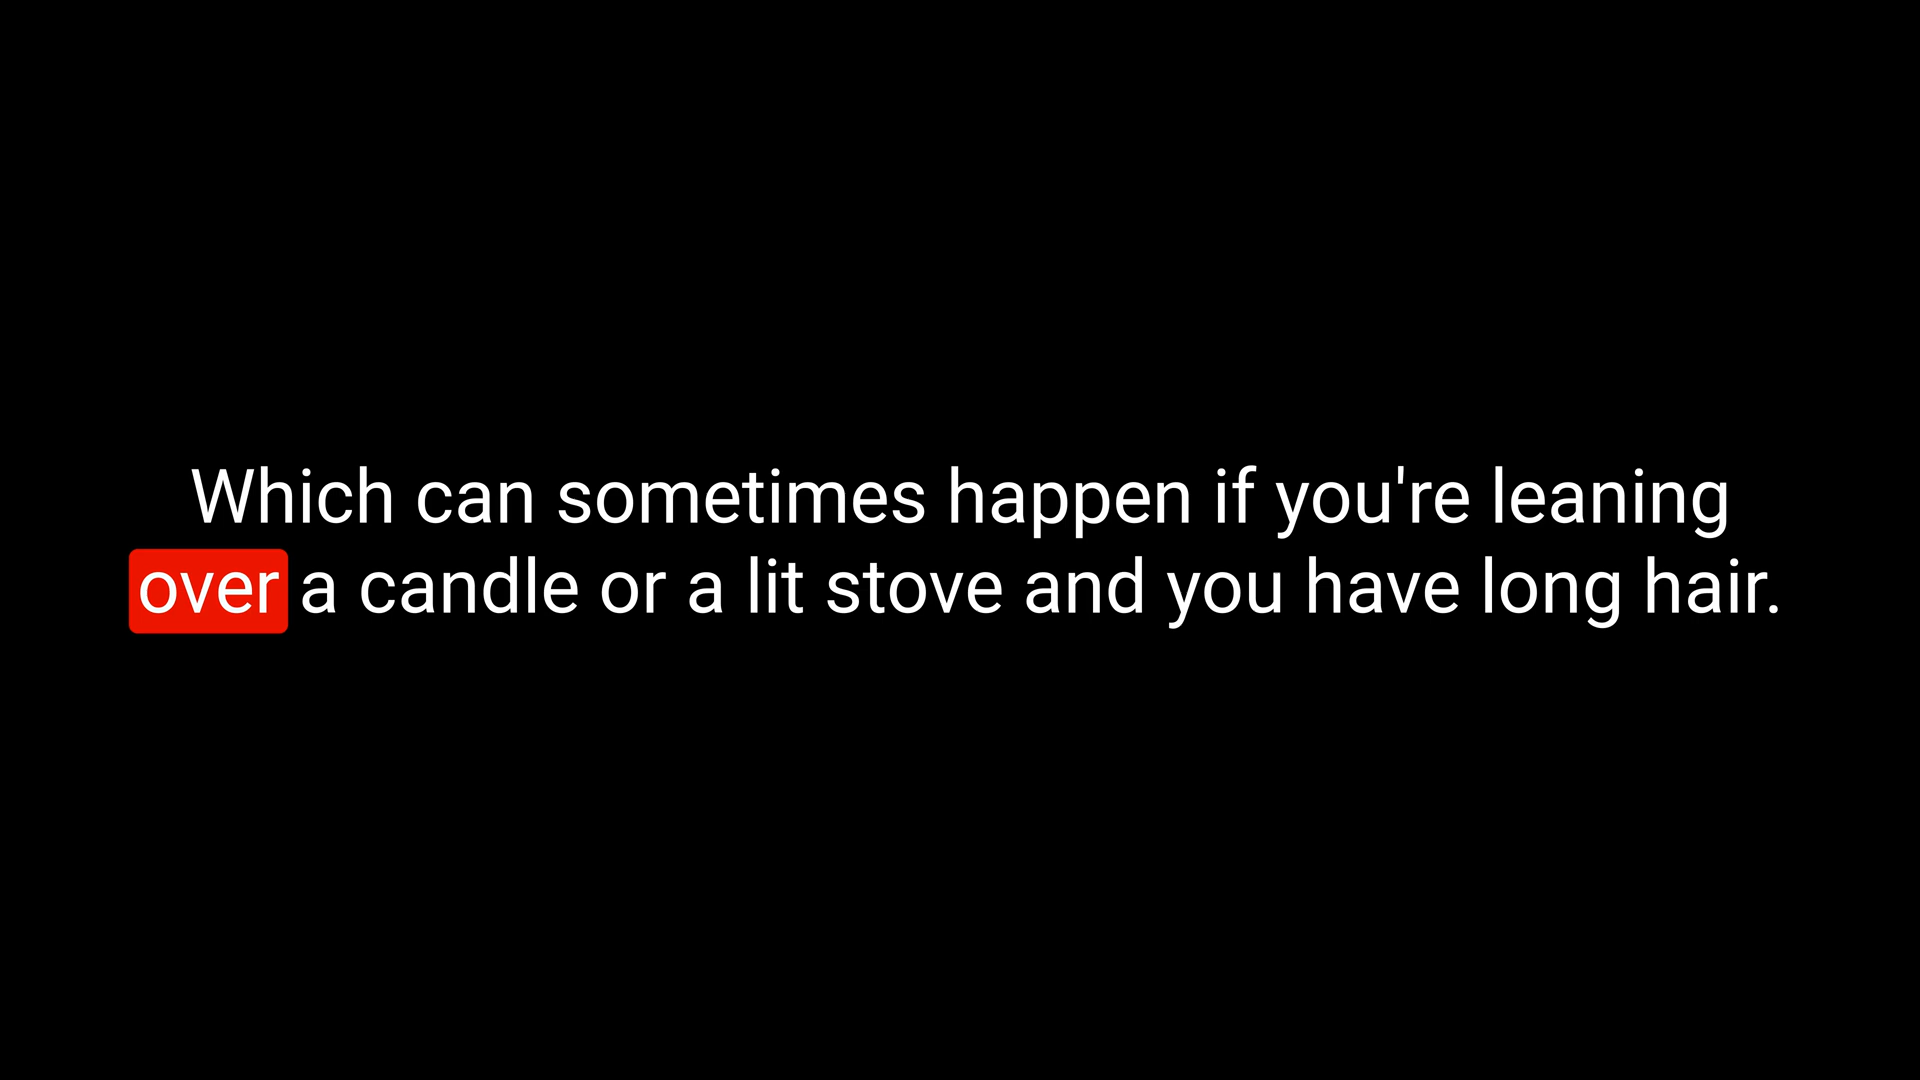 Which can sometimes happen if you're leaning
over a candle or a lit stove and you have long hair.